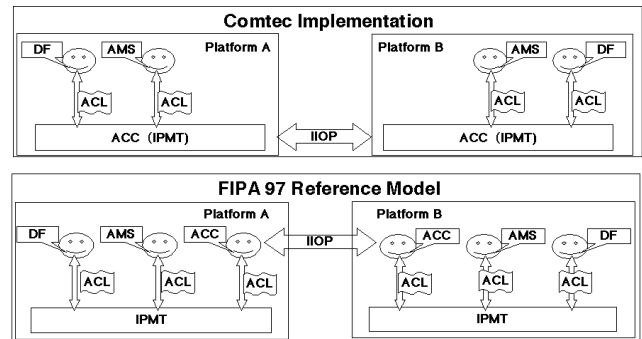 Comtec Implementation
Platform A
DF
AMS
ACL
ACL
ACC (IPMT)
IIOP
Platform B
AMS
DF
ACL
ACL
ACC (IPMT)
FIPA 97 Reference Model
Platform A
DF
AMS
ACC
ACL
ACL
ACL
IPMT
IIOP
Platform B
ACC
AMS
DF
ACL
ACL
ACL
IPMT